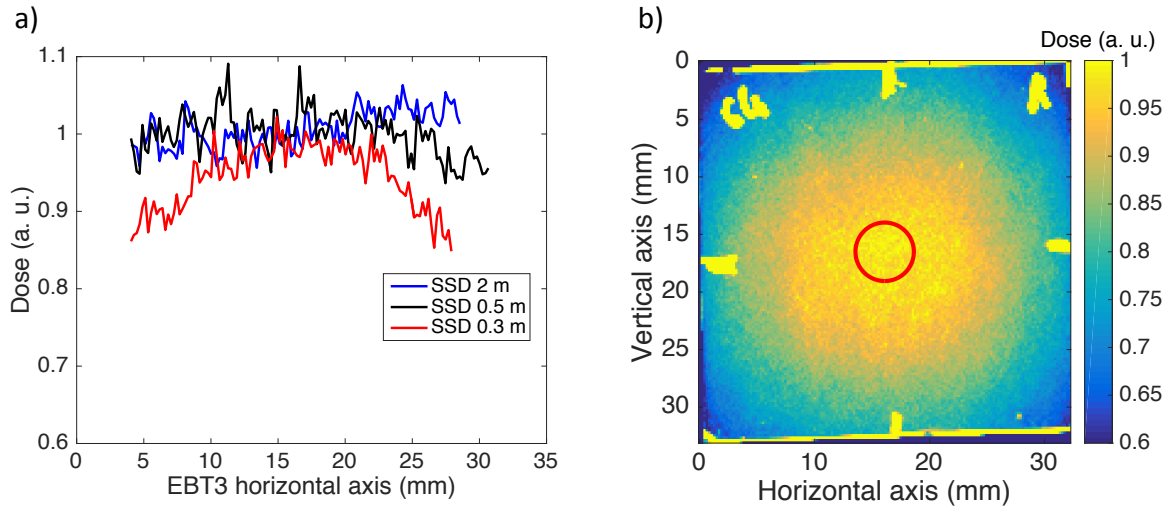 a)
Dose (a. u.)
1.1
1
0.9
0.8
0.7
0.6
0 5 10 15 20 25 30 35
EBT3 horizontal axis (mm)
SSD 2 m
SSD 0.5 m
SSD 0.3 m
b)
Dose (a. u.)
Vertical axis (mm)
0
5
10
15
20
25
30
0 10 20 30
Horizontal axis (mm)
1
0.95
0.9
0.85
0.8
0.75
0.7
0.65
0.6